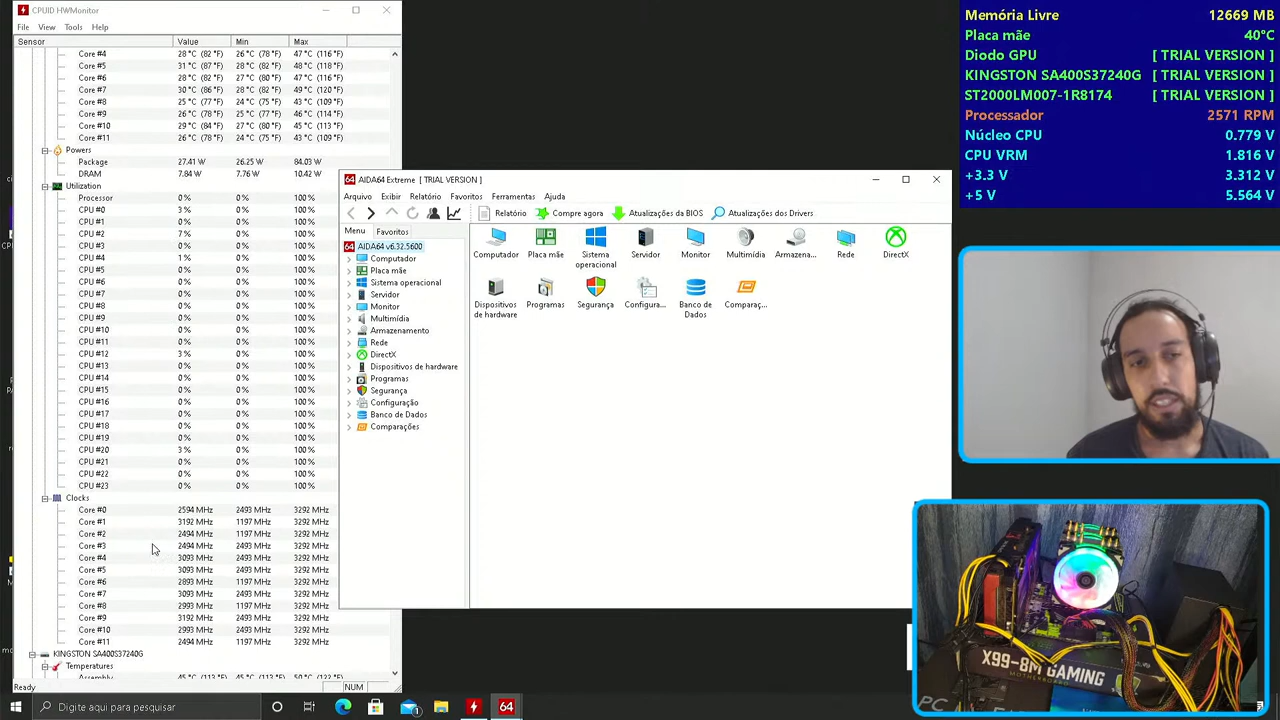 CPUID HWMonitor
File View Tools Help
Sensor Value Min Max
Core #4 28 °C (82 °F) 26 °C (78 °F) 47 °C (116 °F)
Core #5 31 °C (87 °F) 28 °C (82 °F) 48 °C (118 °F)
Core #6 28 °C (82 °F) 27 °C (80 °F) 47 °C (116 °F)
Core #7 30 °C (86 °F) 28 °C (82 °F) 49 °C (120 °F)
Core #8 25 °C (77 °F) 24 °C (75 °F) 43 °C (109 °F)
Core #9 26 °C (78 °F) 25 °C (77 °F) 46 °C (114 °F)
Core #10 29 °C (84 °F) 27 °C (80 °F) 45 °C (113 °F)
Core #11 26 °C (78 °F) 24 °C (75 °F) 43 °C (109 °F)
Powers
Package 27.41 W 26.25 W 84.03 W
DRAM 7.84 W 7.76 W 10.42 W
Utilization
Processor 0 % 0 % 100 %
CPU #0 3 % 0 % 100 %
CPU #1 0 % 0 % 100 %
CPU #2 7 % 0 % 100 %
CPU #3 0 % 0 % 100 %
CPU #4 1 % 0 % 100 %
CPU #5 0 % 0 % 100 %
CPU #6 0 % 0 % 100 %
CPU #7 0 % 0 % 100 %
CPU #8 0 % 0 % 100 %
CPU #9 0 % 0 % 100 %
CPU #10 0 % 0 % 100 %
CPU #11 0 % 0 % 100 %
CPU #12 3 % 0 % 100 %
CPU #13 0 % 0 % 100 %
CPU #14 0 % 0 % 100 %
CPU #15 0 % 0 % 100 %
CPU #16 0 % 0 % 100 %
CPU #17 0 % 0 % 100 %
CPU #18 0 % 0 % 100 %
CPU #19 0 % 0 % 100 %
CPU #20 3 % 0 % 100 %
CPU #21 0 % 0 % 100 %
CPU #22 0 % 0 % 100 %
CPU #23 0 % 0 % 100 %
Clocks
Core #0 2594 MHz 2493 MHz 3292 MHz
Core #1 3192 MHz 1197 MHz 3292 MHz
Core #2 2494 MHz 1197 MHz 3292 MHz
Core #3 2494 MHz 2493 MHz 3292 MHz
Core #4 3093 MHz 2493 MHz 3292 MHz
Core #5 3093 MHz 2493 MHz 3292 MHz
Core #6 2893 MHz 1197 MHz 3292 MHz
Core #7 3093 MHz 2493 MHz 3292 MHz
Core #8 2993 MHz 1197 MHz 3292 MHz
Core #9 3192 MHz 2493 MHz 3292 MHz
Core #10 2993 MHz 2493 MHz 3292 MHz
Core #11 2494 MHz 1197 MHz 3292 MHz
KINGSTON SA400S37240G
Temperatures
Assembly 45 °C (113 °F) 45 °C (113 °F) 50 °C (122 °F)
Ready NUM
AIDA64 Extreme [ TRIAL VERSION ]
Arquivo Exibir Relatório Favoritos Ferramentas Ajuda
Relatório Compre agora Atualizações da BIOS Atualizações dos Drivers
Menu Favoritos
AIDA64 v6.32.5600
Computador
Placa mãe
Sistema operacional
Servidor
Monitor
Multimídia
Armazenamento
Rede
DirectX
Dispositivos de hardware
Programas
Segurança
Configuração
Banco de Dados
Comparações
Computador Placa mãe Sistema operacional Servidor Monitor Multimídia Armazena... Rede DirectX
Dispositivos de hardware Programas Segurança Configura... Banco de Dados Comparaç...
Memória Livre 12669 MB
Placa mãe 40°C
Diodo GPU [ TRIAL VERSION ]
KINGSTON SA400S37240G [ TRIAL VERSION ]
ST2000LM007-1R8174 [ TRIAL VERSION ]
Processador 2571 RPM
Núcleo CPU 0.779 V
CPU VRM 1.816 V
+3.3 V 3.312 V
+5 V 5.564 V
X99-8M GAMING
MOTHERBOARD
Digite aqui para pesquisar